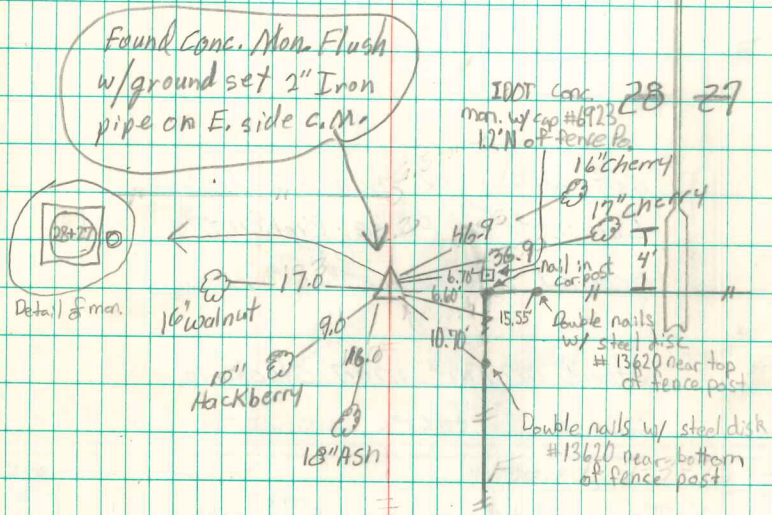 Found Conc. Mon. Flush
w/ground set 2" Iron
pipe on E. side c.M.
IDOT Conc.
mon. w/ cap #6923
1.2'N of fence Po.
28 27
16" Cherry
17" Cherry
46.9'
36.9'
4'
28+27
Detail of mon.
17.0
16" Walnut
6.70'
6.60'
nail in
cor. post
9.0
16.0
10.70'
15.55'
10"
Hackberry
18" Ash
Double nails
w/ steel disc
# 13620 near top
of fence post
Double nails w/ steel disk
#13620 near bottom
of fence post